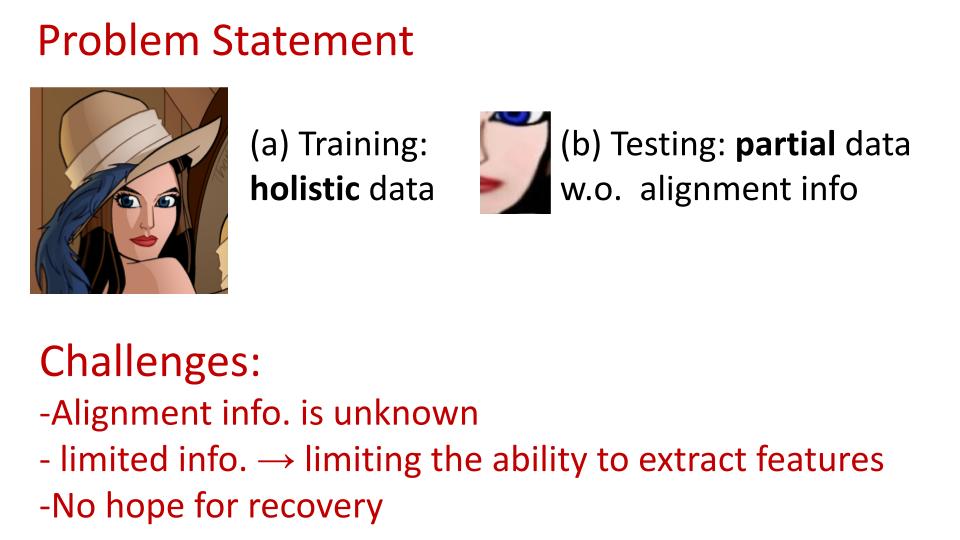 Problem Statement
(a) Training:
holistic data
(b) Testing: partial data
w.o. alignment info
Challenges:
-Alignment info. is unknown
- limited info. → limiting the ability to extract features
-No hope for recovery